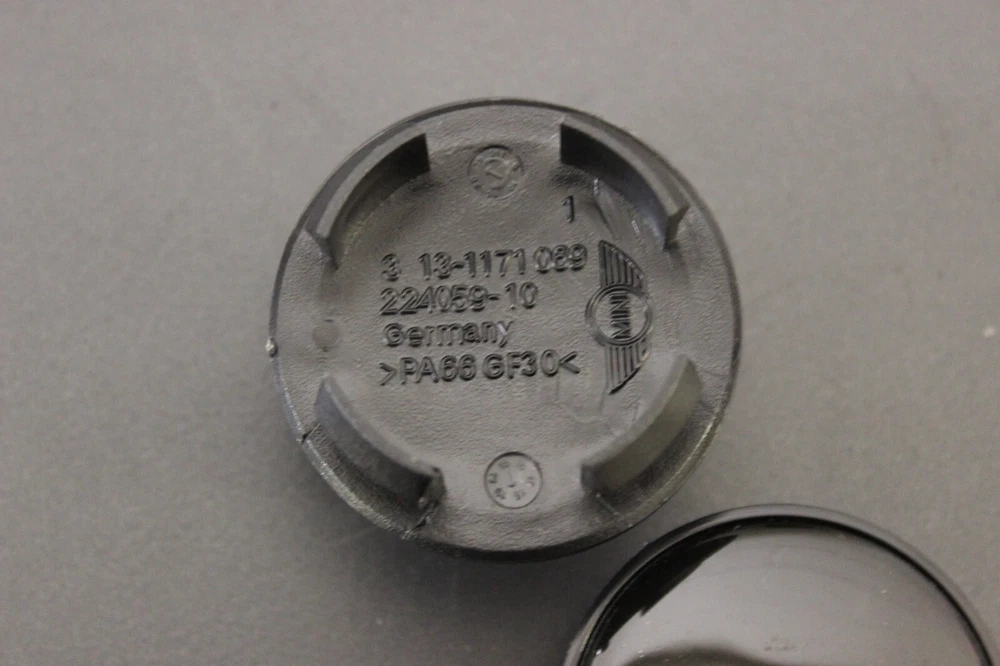 1
3 13-1171 069
224059-10
Germany
>PA66 GF30<
MINI